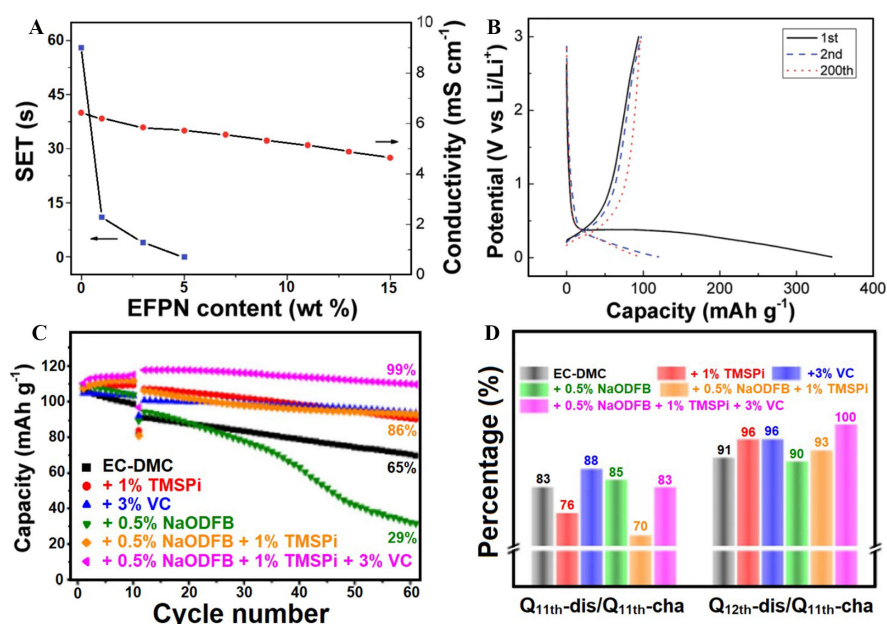 A
SET (s)
60
45
30
15
0
10
8
6
4
2
0
Conductivity (mS cm⁻¹)
0
5
10
15
EFPN content (wt %)
B
Potential (V vs Li/Li⁺)
3
2
1
0
1st
2nd
200th
0
100
200
300
400
Capacity (mAh g⁻¹)
C
Capacity (mAh g⁻¹)
120
100
80
60
40
20
0
99%
86%
65%
29%
EC-DMC
+ 1% TMSPi
+ 3% VC
+ 0.5% NaODFB
+ 0.5% NaODFB + 1% TMSPi
+ 0.5% NaODFB + 1% TMSPi + 3% VC
0
10
20
30
40
50
60
Cycle number
D
Percentage (%)
EC-DMC
+ 1% TMSPi
+3% VC
+ 0.5% NaODFB
+ 0.5% NaODFB + 1% TMSPi
+ 0.5% NaODFB + 1% TMSPi + 3% VC
83
76
88
85
70
83
91
96
96
90
93
100
Q11th-dis/Q11th-cha
Q12th-dis/Q11th-cha